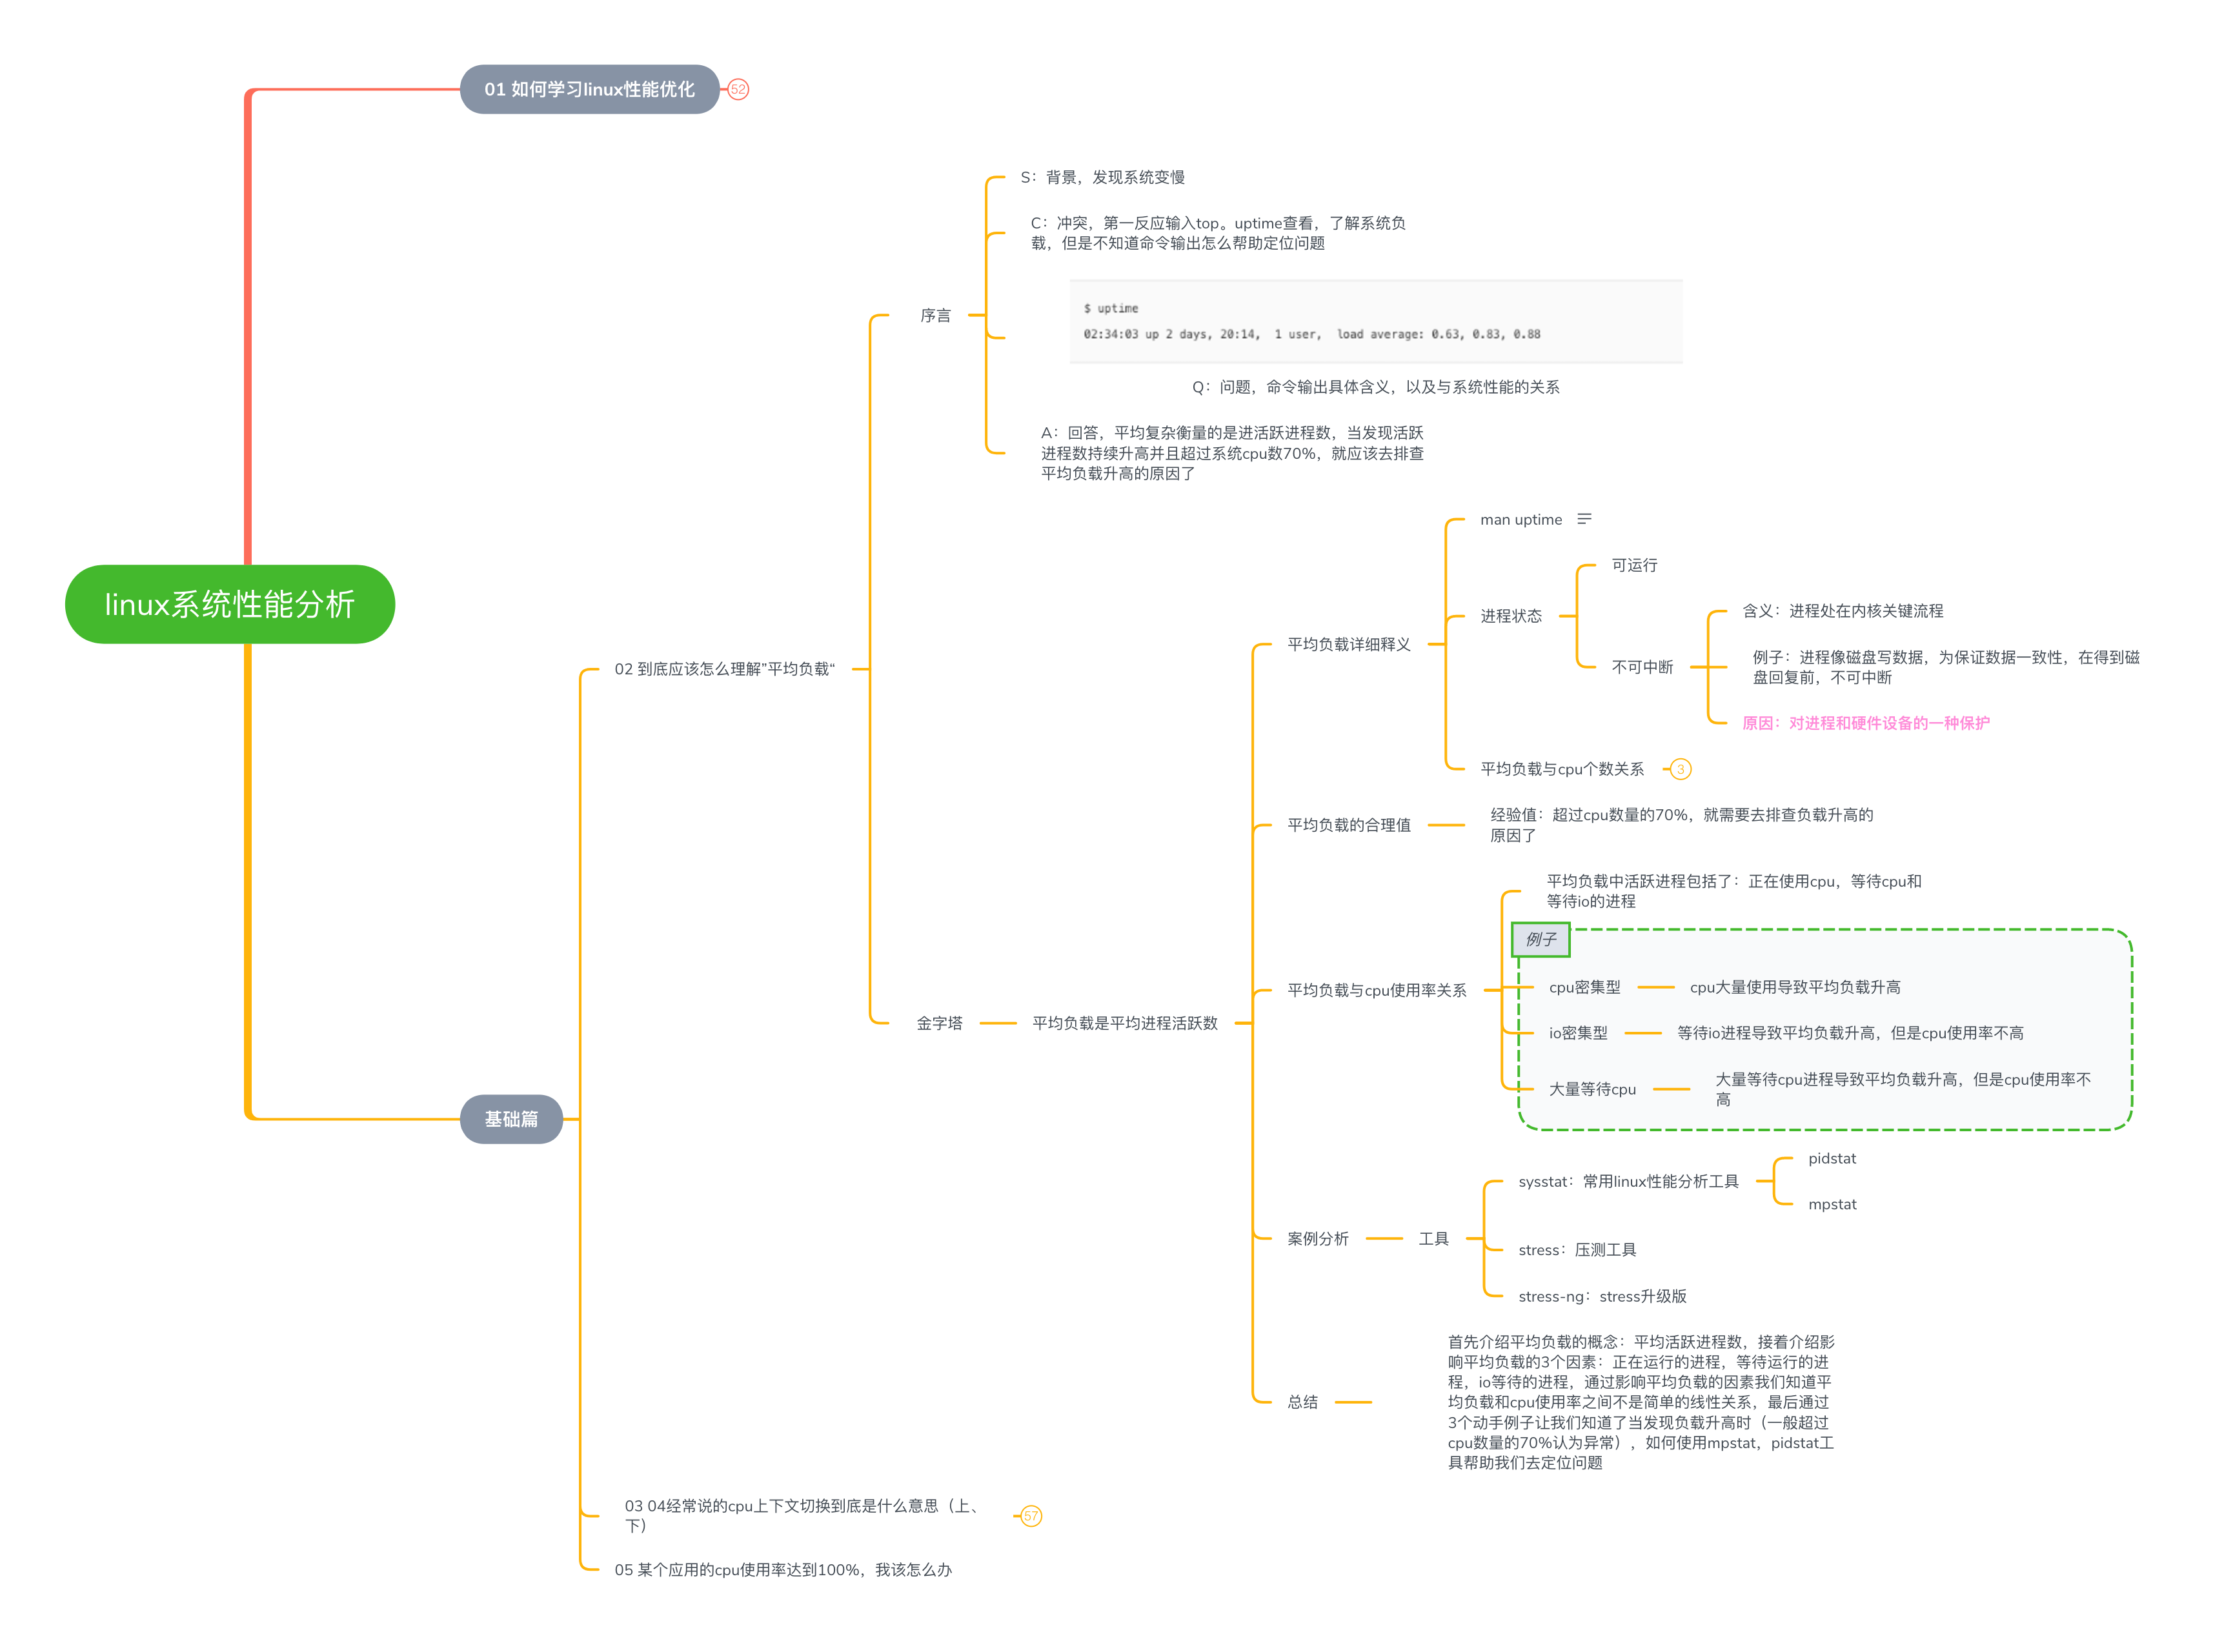 01 如何学习linux性能优化
52
S：背景，发现系统变慢
C：冲突，第一反应输入top。uptime查看，了解系统负
载，但是不知道命令输出怎么帮助定位问题
$ uptime
02:34:03 up 2 days, 20:14,  1 user,  load average: 0.63, 0.83, 0.88
序言
Q：问题，命令输出具体含义，以及与系统性能的关系
A：回答，平均复杂衡量的是进活跃进程数，当发现活跃
进程数持续升高并且超过系统cpu数70%，就应该去排查
平均负载升高的原因了
man uptime
可运行
linux系统性能分析
进程状态
含义：进程处在内核关键流程
平均负载详细释义
02 到底应该怎么理解”平均负载“
不可中断
例子：进程像磁盘写数据，为保证数据一致性，在得到磁
盘回复前，不可中断
原因：对进程和硬件设备的一种保护
平均负载与cpu个数关系
3
平均负载的合理值
经验值：超过cpu数量的70%，就需要去排查负载升高的
原因了
平均负载中活跃进程包括了：正在使用cpu，等待cpu和
等待io的进程
例子
平均负载与cpu使用率关系
cpu密集型
cpu大量使用导致平均负载升高
金字塔
平均负载是平均进程活跃数
io密集型
等待io进程导致平均负载升高，但是cpu使用率不高
大量等待cpu
大量等待cpu进程导致平均负载升高，但是cpu使用率不
高
基础篇
pidstat
sysstat：常用linux性能分析工具
mpstat
案例分析
工具
stress：压测工具
stress-ng：stress升级版
总结
首先介绍平均负载的概念：平均活跃进程数，接着介绍影
响平均负载的3个因素：正在运行的进程，等待运行的进
程，io等待的进程，通过影响平均负载的因素我们知道平
均负载和cpu使用率之间不是简单的线性关系，最后通过
3个动手例子让我们知道了当发现负载升高时（一般超过
cpu数量的70%认为异常），如何使用mpstat，pidstat工
具帮助我们去定位问题
03 04经常说的cpu上下文切换到底是什么意思（上、
下）
57
05 某个应用的cpu使用率达到100%，我该怎么办